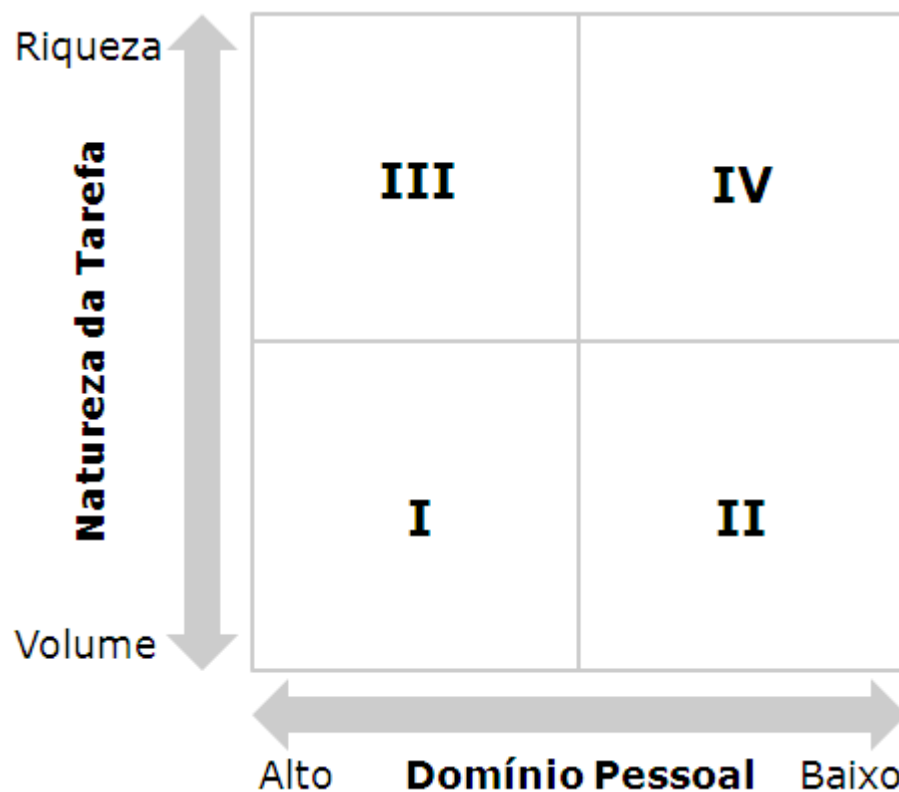 Riqueza
Natureza da Tarefa
III
IV
I
II
Volume
Alto
Domínio Pessoal
Baixo